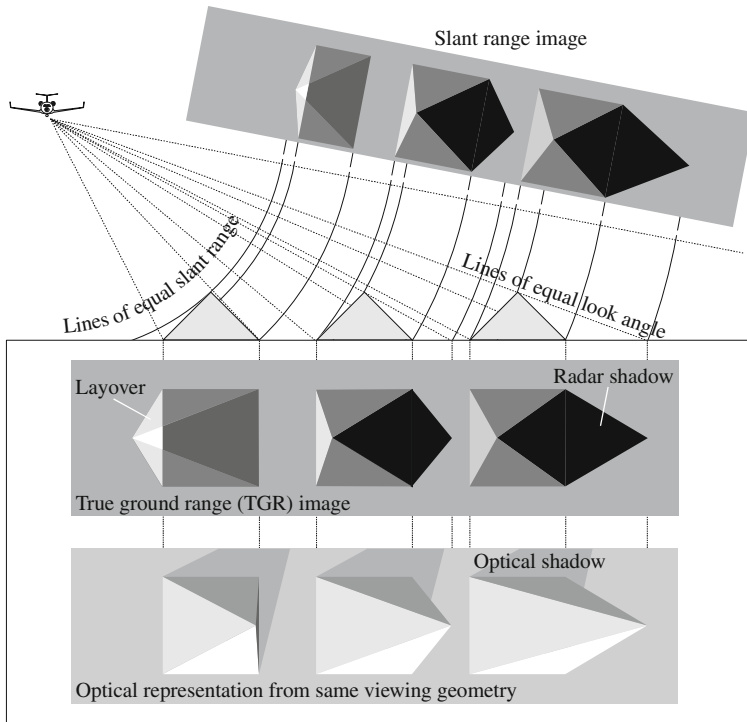 Slant range image
Lines of equal slant range
Lines of equal look angle
Layover
Radar shadow
True ground range (TGR) image
Optical shadow
Optical representation from same viewing geometry